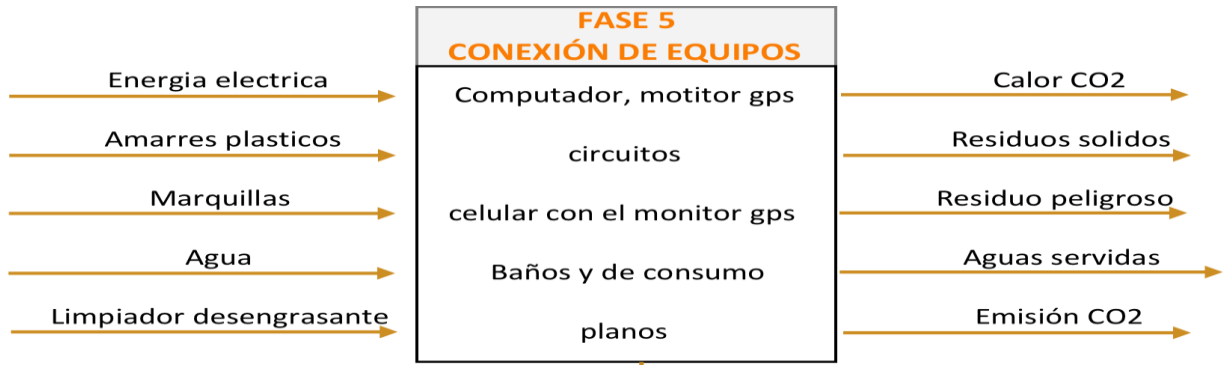 FASE 5
CONEXIÓN DE EQUIPOS
Energia electrica
Computador, motitor gps
Calor CO2
Amarres plasticos
circuitos
Residuos solidos
Marquillas
celular con el monitor gps
Residuo peligroso
Agua
Baños y de consumo
Aguas servidas
Limpiador desengrasante
planos
Emisión CO2